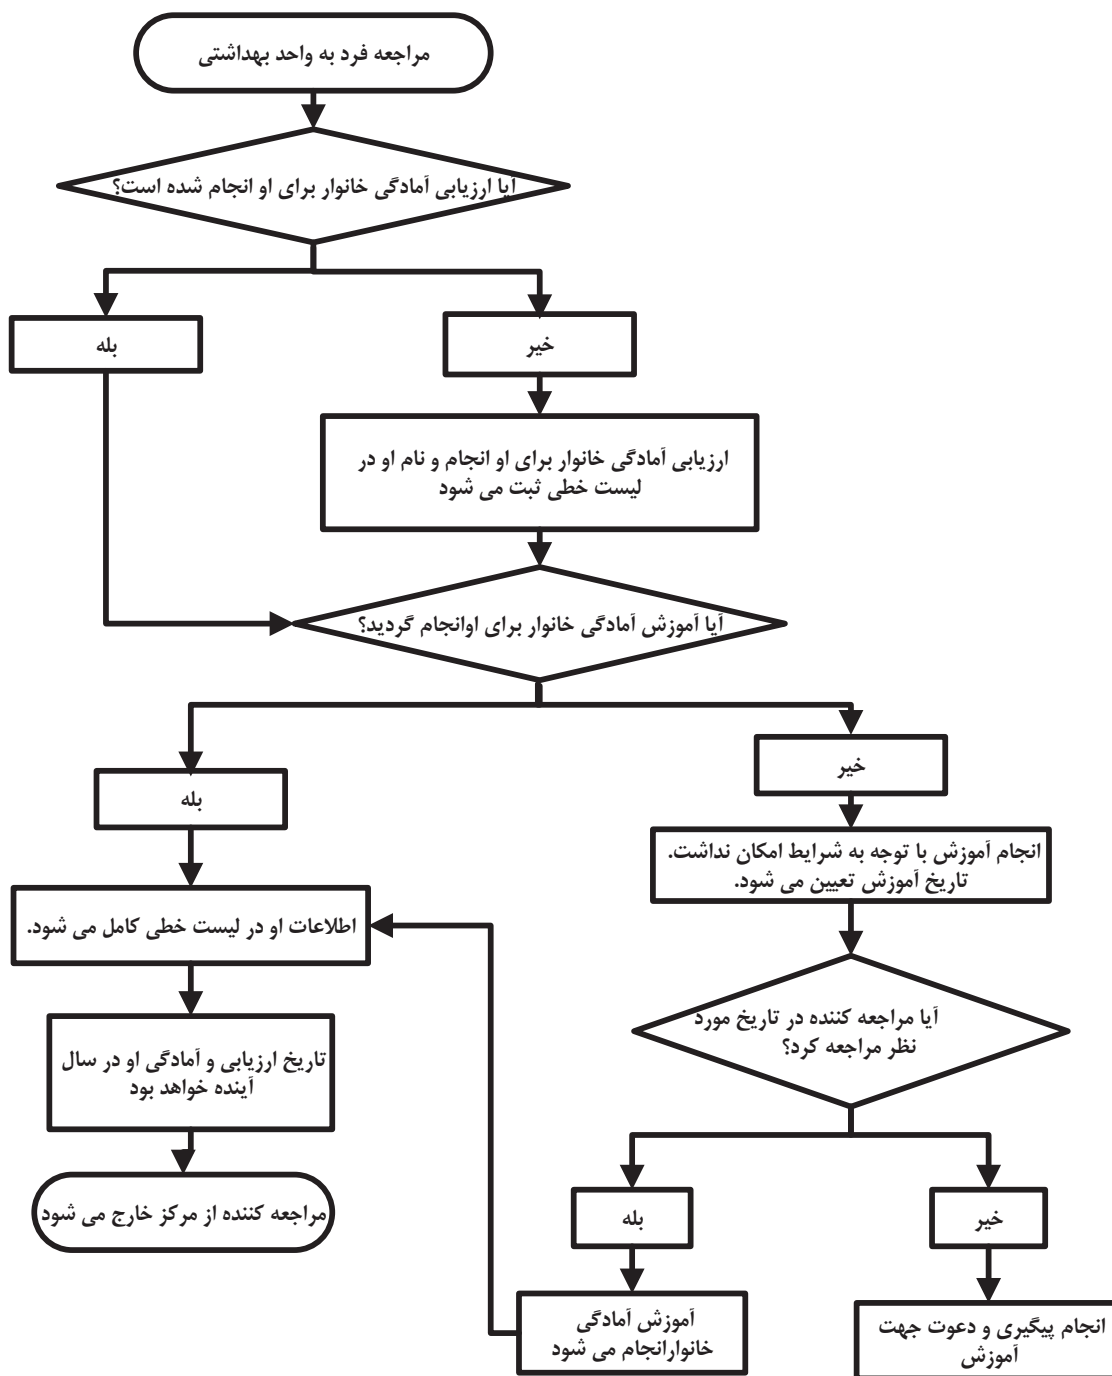 مراجعه فرد به واحد بهداشتی
آیا ارزیابی آمادگی خانوار برای او انجام شده است؟
بله
خیر
ارزیابی آمادگی خانوار برای او انجام و نام او در
لیست خطی ثبت می شود
آیا آموزش آمادگی خانوار برای اوانجام گردید؟
بله
خیر
انجام آموزش با توجه به شرایط امکان نداشت.
تاریخ آموزش تعیین می شود.
اطلاعات او در لیست خطی کامل می شود.
آیا مراجعه کننده در تاریخ مورد
نظر مراجعه کرد؟
تاریخ ارزیابی و آمادگی او در سال
آینده خواهد بود
مراجعه کننده از مرکز خارج می شود
بله
خیر
آموزش آمادگی
خانوارانجام می شود
انجام پیگیری و دعوت جهت
آموزش